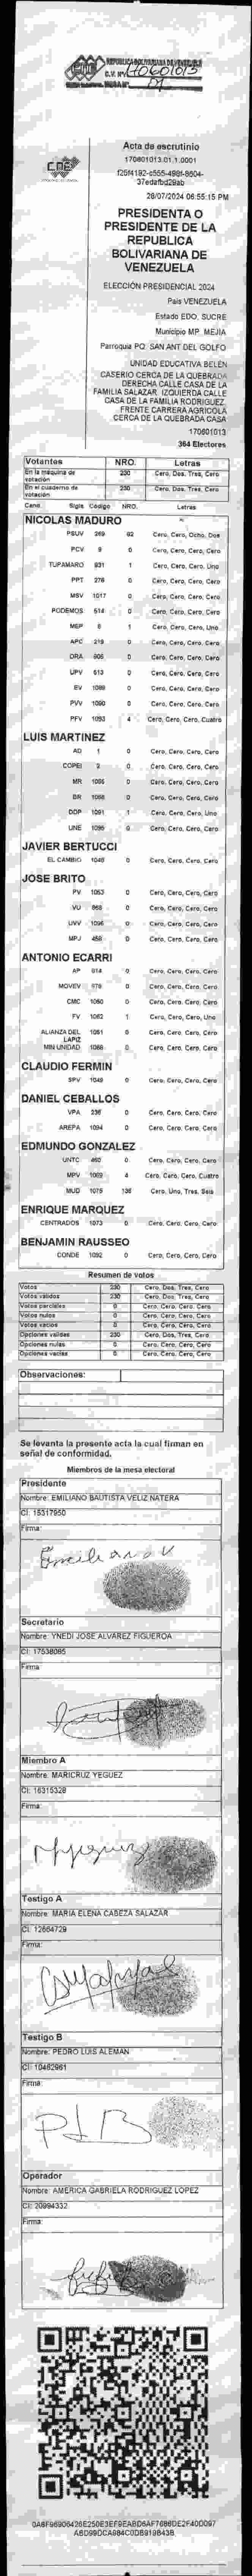 REPUBLICA BOLIVARIANA DE VENEZUELA
C.V. Nº 170601013
MESA Nº 01
CNE
Acta de escrutinio
170601013.01.1.0001
28/07/2024 06:55:15 PM
PRESIDENTA O
PRESIDENTE DE LA
REPUBLICA
BOLIVARIANA DE
VENEZUELA
ELECCIÓN PRESIDENCIAL 2024
Pais VENEZUELA
Estado EDO. SUCRE
Municipio MP. MEJIA
Parroquia PQ. SAN ANT DEL GOLFO
UNIDAD EDUCATIVA BELEN
CASERIO CERCA DE LA QUEBRADA
DERECHA CALLE CASA DE LA
FAMILIA SALAZAR. IZQUIERDA CALLE
CASA DE LA FAMILIA RODRIGUEZ.
FRENTE CARRERA AGRICOLA
CERCA DE LA QUEBRADA CASA
170601013
364 Electores
Votantes NRO. Letras
En la máquina de votación 230 Cero, Dos, Tres, Cero
En el cuaderno de votación 230 Cero, Dos, Tres, Cero
Cand. Sigla Código NRO. Letras
NICOLAS MADURO
PSUV 269 82 Cero, Cero, Ocho, Dos
PCV 9 0 Cero, Cero, Cero, Cero
TUPAMARO 831 1 Cero, Cero, Cero, Uno
PPT 276 0 Cero, Cero, Cero, Cero
MSV 1017 0 Cero, Cero, Cero, Cero
PODEMOS 514 0 Cero, Cero, Cero, Cero
MEP 6 1 Cero, Cero, Cero, Uno
APC 219 0 Cero, Cero, Cero, Cero
DRA 906 0 Cero, Cero, Cero, Cero
UPV 613 0 Cero, Cero, Cero, Cero
EV 1089 0 Cero, Cero, Cero, Cero
PVV 1090 0 Cero, Cero, Cero, Cero
PFV 1093 4 Cero, Cero, Cero, Cuatro
LUIS MARTINEZ
AD 1 0 Cero, Cero, Cero, Cero
COPEI 3 0 Cero, Cero, Cero, Cero
MR 1086 0 Cero, Cero, Cero, Cero
BR 1088 0 Cero, Cero, Cero, Cero
DDP 1091 1 Cero, Cero, Cero, Uno
UNE 1095 0 Cero, Cero, Cero, Cero
JAVIER BERTUCCI
EL CAMBIO 1048 0 Cero, Cero, Cero, Cero
JOSE BRITO
PV 1053 0 Cero, Cero, Cero, Cero
VU 868 0 Cero, Cero, Cero, Cero
UVV 1096 0 Cero, Cero, Cero, Cero
MPJ 458 0 Cero, Cero, Cero, Cero
ANTONIO ECARRI
AP 914 0 Cero, Cero, Cero, Cero
MOVEV 978 0 Cero, Cero, Cero, Cero
CMC 1050 0 Cero, Cero, Cero, Cero
FV 1062 1 Cero, Cero, Cero, Uno
ALIANZA DEL LAPIZ 1051 0 Cero, Cero, Cero, Cero
MIN UNIDAD 1088 0 Cero, Cero, Cero, Cero
CLAUDIO FERMIN
SPV 1049 0 Cero, Cero, Cero, Cero
DANIEL CEBALLOS
VPA 236 0 Cero, Cero, Cero, Cero
AREPA 1094 0 Cero, Cero, Cero, Cero
EDMUNDO GONZALEZ
UNTC 460 0 Cero, Cero, Cero, Cero
MPV 1069 4 Cero, Cero, Cero, Cuatro
MUD 1075 136 Cero, Uno, Tres, Seis
ENRIQUE MARQUEZ
CENTRADOS 1073 0 Cero, Cero, Cero, Cero
BENJAMIN RAUSSEO
CONDE 1092 0 Cero, Cero, Cero, Cero
Resumen de votos
Votos 230 Cero, Dos, Tres, Cero
Votos válidos 230 Cero, Dos, Tres, Cero
Votos parciales 0 Cero, Cero, Cero, Cero
Votos nulos 0 Cero, Cero, Cero, Cero
Votos vacíos 0 Cero, Cero, Cero, Cero
Opciones válidas 230 Cero, Dos, Tres, Cero
Opciones nulas 0 Cero, Cero, Cero, Cero
Opciones vacías 0 Cero, Cero, Cero, Cero
Observaciones:
Se levanta la presente acta la cual firman en
señal de conformidad.
Miembros de la mesa electoral
Presidente
Nombre: EMILIANO BAUTISTA VELIZ NATERA
CI: 15317950
Firma:
Emiliano V
Secretario
Nombre: YNEDI JOSE ALVAREZ FIGUEROA
CI: 17538085
Firma:
Miembro A
Nombre: MARICRUZ YEGUEZ
CI: 16315328
Firma:
Testigo A
Nombre: MARIA ELENA CABEZA SALAZAR
CI: 12664729
Firma:
Testigo B
Nombre: PEDRO LUIS ALEMAN
CI: 10462961
Firma:
Operador
Nombre: AMERICA GABRIELA RODRIGUEZ LOPEZ
CI: 20994332
Firma: